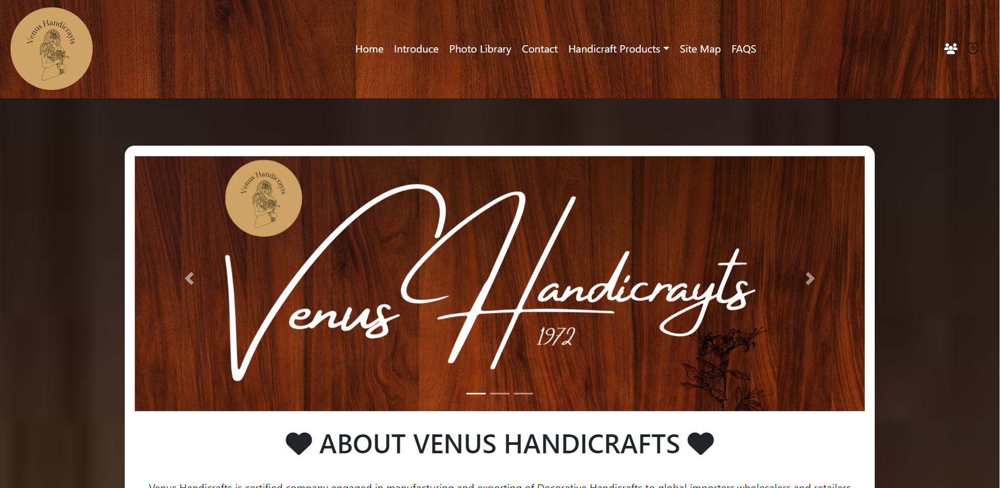 Venus Handicrayts
Home Introduce Photo Library Contact Handicraft Products Site Map FAQS
Venus Handicrayts
Venus Handicrayts
1972
ABOUT VENUS HANDICRAFTS
Venus Handicrafts is certified company engaged in manufacturing and exporting of Decorative Handicrafts to global importers,wholesalers and retailers